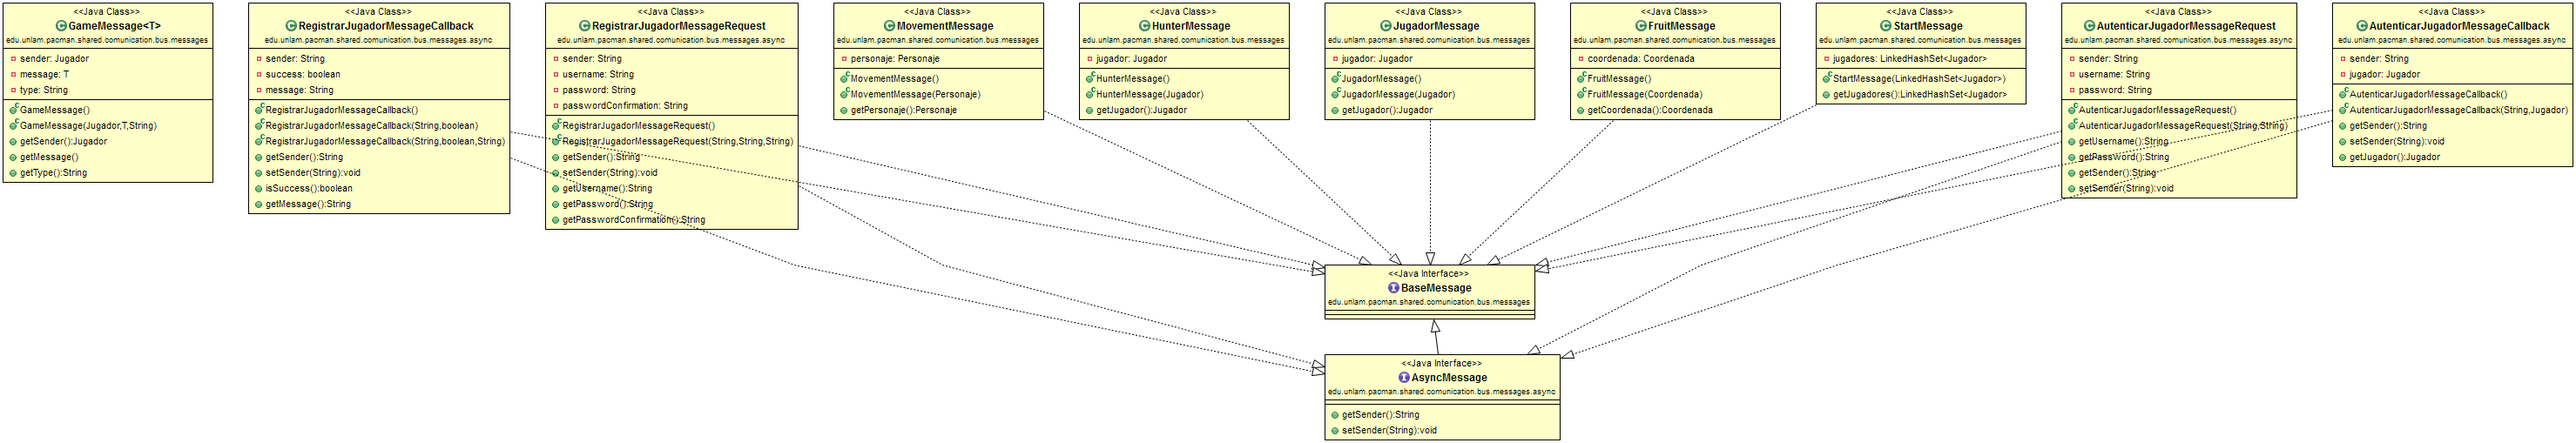 <<Java Class>>
GameMessage<T>
edu.unlam.pacman.shared.comunication.bus.messages
sender: Jugador
message: T
type: String
GameMessage()
GameMessage(Jugador,T,String)
getSender():Jugador
getMessage()
getType():String
<<Java Class>>
RegistrarJugadorMessageCallback
edu.unlam.pacman.shared.comunication.bus.messages.async
sender: String
success: boolean
message: String
RegistrarJugadorMessageCallback()
RegistrarJugadorMessageCallback(String,boolean)
RegistrarJugadorMessageCallback(String,boolean,String)
getSender():String
setSender(String):void
isSuccess():boolean
getMessage():String
<<Java Class>>
RegistrarJugadorMessageRequest
edu.unlam.pacman.shared.comunication.bus.messages.async
sender: String
username: String
password: String
passwordConfirmation: String
RegistrarJugadorMessageRequest()
RegistrarJugadorMessageRequest(String,String,String)
getSender():String
setSender(String):void
getUsername():String
getPassword():String
getPasswordConfirmation():String
<<Java Class>>
MovementMessage
edu.unlam.pacman.shared.comunication.bus.messages
personaje: Personaje
MovementMessage()
MovementMessage(Personaje)
getPersonaje():Personaje
<<Java Class>>
HunterMessage
edu.unlam.pacman.shared.comunication.bus.messages
jugador: Jugador
HunterMessage()
HunterMessage(Jugador)
getJugador():Jugador
<<Java Class>>
JugadorMessage
edu.unlam.pacman.shared.comunication.bus.messages
jugador: Jugador
JugadorMessage()
JugadorMessage(Jugador)
getJugador():Jugador
<<Java Class>>
FruitMessage
edu.unlam.pacman.shared.comunication.bus.messages
coordenada: Coordenada
FruitMessage()
FruitMessage(Coordenada)
getCoordenada():Coordenada
<<Java Class>>
StartMessage
edu.unlam.pacman.shared.comunication.bus.messages
jugadores: LinkedHashSet<Jugador>
StartMessage(LinkedHashSet<Jugador>)
getJugadores():LinkedHashSet<Jugador>
<<Java Class>>
AutenticarJugadorMessageRequest
edu.unlam.pacman.shared.comunication.bus.messages.async
sender: String
username: String
password: String
AutenticarJugadorMessageRequest()
AutenticarJugadorMessageRequest(String,String)
getUsername():String
getPassword():String
getSender():String
setSender(String):void
<<Java Class>>
AutenticarJugadorMessageCallback
edu.unlam.pacman.shared.comunication.bus.messages.async
sender: String
jugador: Jugador
AutenticarJugadorMessageCallback()
AutenticarJugadorMessageCallback(String,Jugador)
getSender():String
setSender(String):void
getJugador():Jugador
<<Java Interface>>
BaseMessage
edu.unlam.pacman.shared.comunication.bus.messages
<<Java Interface>>
AsyncMessage
edu.unlam.pacman.shared.comunication.bus.messages.async
getSender():String
setSender(String):void